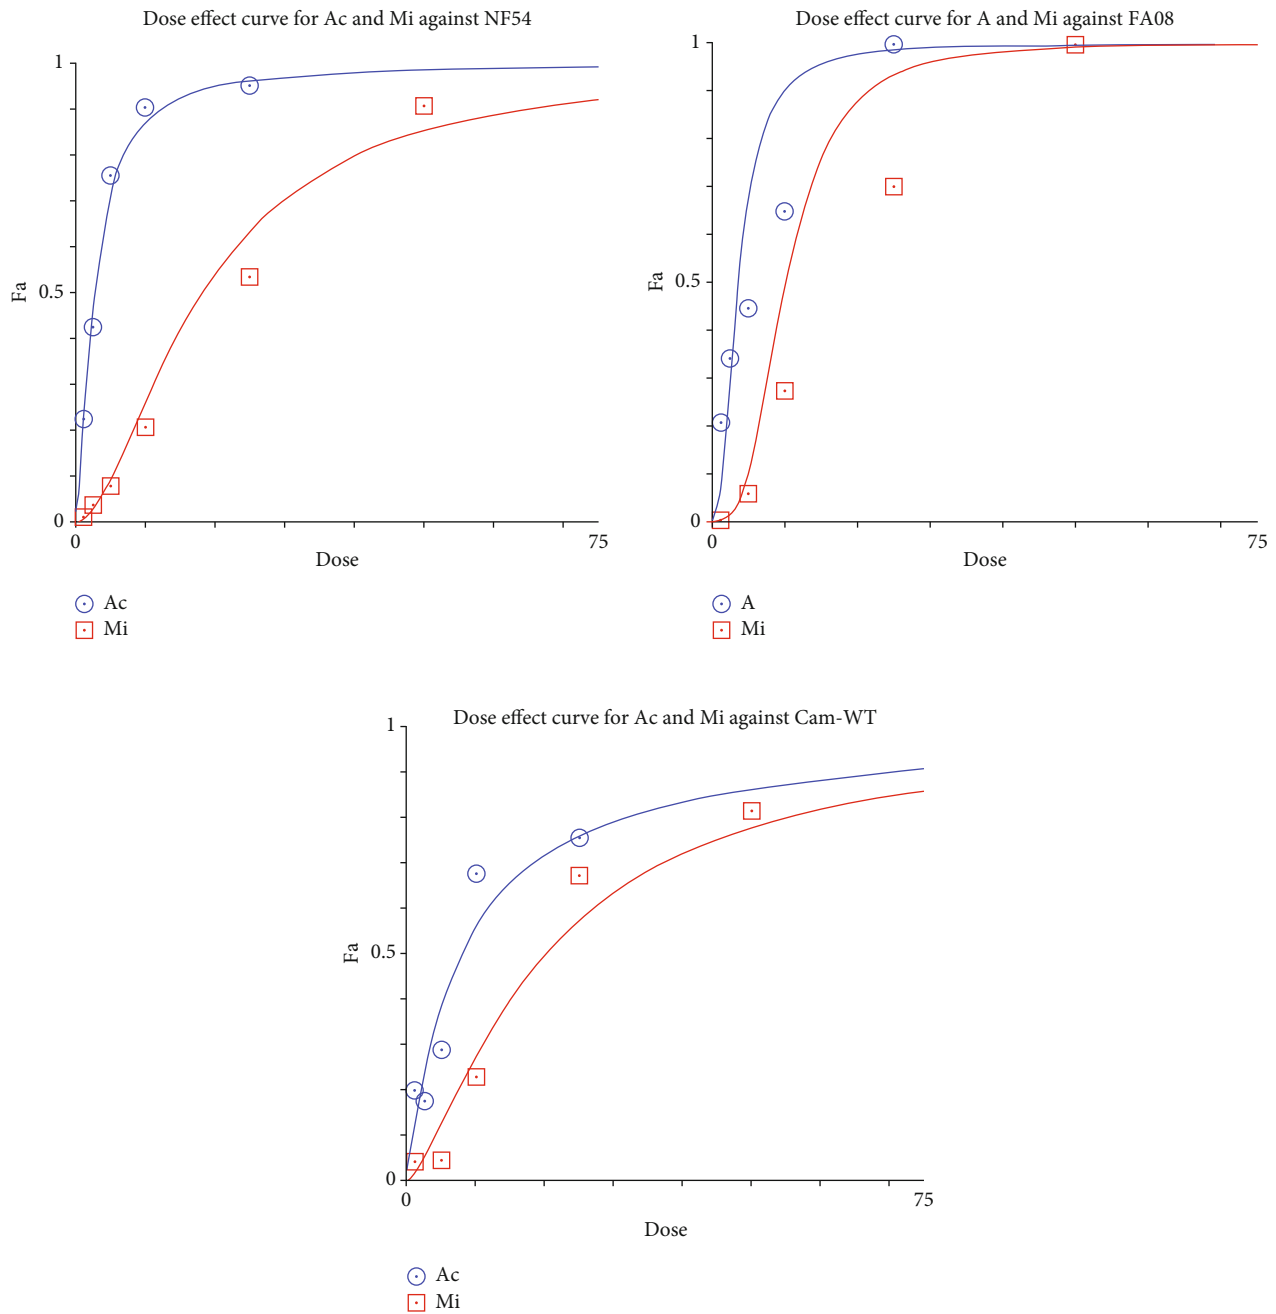 Dose effect curve for Ac and Mi against NF54
1
0.5
0
Fa
0
75
Dose
Ac
Mi
Dose effect curve for A and Mi against FA08
1
0.5
0
Fa
0
75
Dose
A
Mi
Dose effect curve for Ac and Mi against Cam-WT
1
0.5
0
Fa
0
75
Dose
Ac
Mi